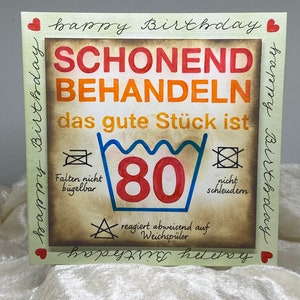 happy Birthday
SCHONEND
BEHANDELN
das gute Stück ist
80
Falten nicht
bügelbar
nicht
schleudern
reagiert abweisend auf
Weichspüler
happy Birthday
happy Birthday
happy Birthday